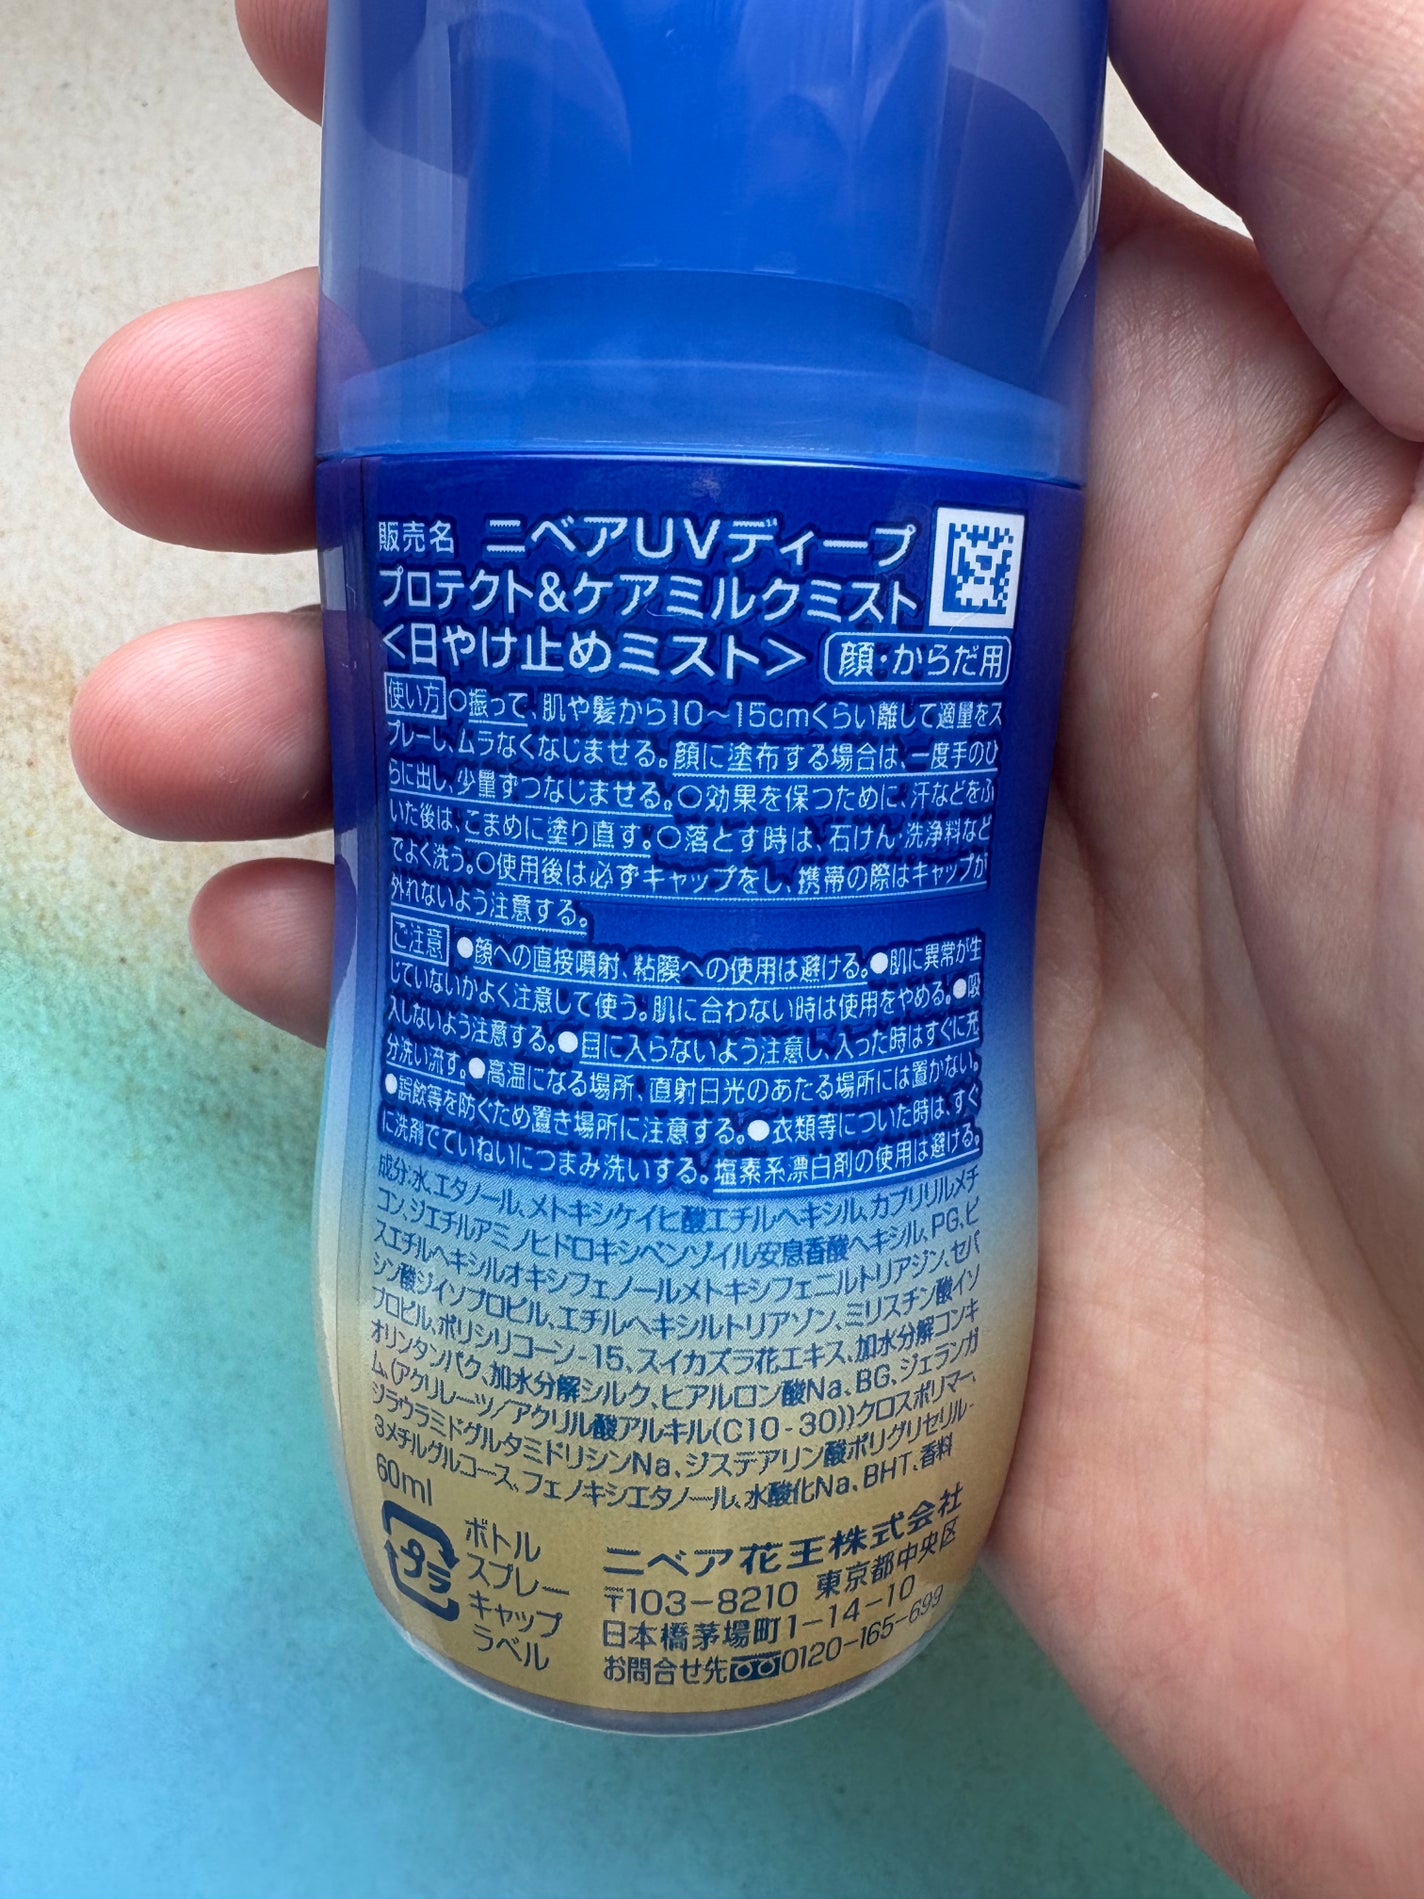 販売名 ニベアUVディープ
プロテクト&ケアミルクミスト
<日やけ止めミスト> 顔・からだ用
使い方 ○振って、肌や髪から10～15cmくらい離して適量をス
プレーし、ムラなくなじませる。顔に塗布する場合は、一度手のひ
らに出し、少量ずつなじませる。○効果を保つために、汗などをふ
いた後は、こまめに塗り直す。○落とす時は、石けん・洗浄料など
でよく洗う。○使用後は必ずキャップをし、携帯の際はキャップが
外れないよう注意する。
ご注意 ●顔への直接噴射、粘膜への使用は避ける。●肌に異常が生
じていないかよく注意して使う。肌に合わない時は使用をやめる。●吸
入しないよう注意する。●目に入らないよう注意し、入った時はすぐに充
分洗い流す。●高温になる場所、直射日光のあたる場所には置かない。
●誤飲等を防ぐため置き場所に注意する。●衣類等についた時は、すぐ
に洗剤でていねいにつまみ洗いする。塩素系漂白剤の使用は避ける。
成分:水、エタノール、メトキシケイヒ酸エチルヘキシル、カプリリルメチ
コン、ジエチルアミノヒドロキシベンゾイル安息香酸ヘキシル、PG、ビ
スエチルヘキシルオキシフェノールメトキシフェニルトリアジン、セバ
シン酸ジイソプロピル、エチルヘキシルトリアゾン、ミリスチン酸イソ
プロピル、ポリシリコーン-15、スイカズラ花エキス、加水分解コンキ
オリンタンパク、加水分解シルク、ヒアルロン酸Na、BG、ジェランガ
ム、(アクリレーツ/アクリル酸アルキル(C10-30))クロスポリマー、
ジラウラミドグルタミドリシンNa、ジステアリン酸ポリグリセリル-
3メチルグルコース、フェノキシエタノール、水酸化Na、BHT、香料
60ml
プラ
ボトル
スプレー
キャップ
ラベル
ニベア花王株式会社
〒103-8210 東京都中央区
日本橋茅場町1-14-10
お問合せ先 0120-165-699